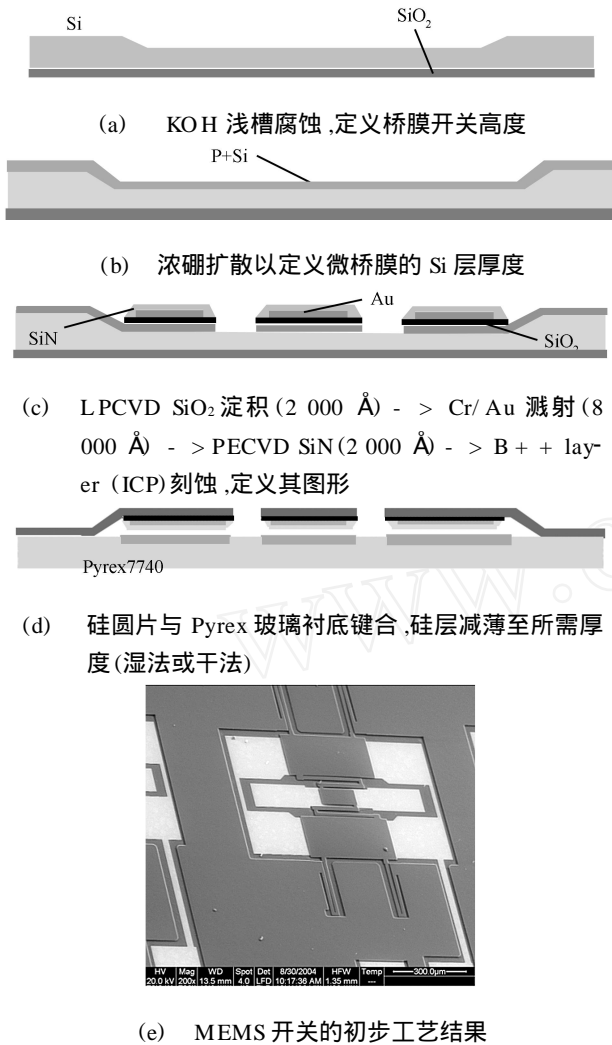 Si
SiO₂
(a) KOH 浅槽腐蚀,定义桥膜开关高度
P+Si
(b) 浓硼扩散以定义微桥膜的 Si 层厚度
Au
SiN
SiO₂
(c) LPCVD SiO₂ 淀积(2 000 Å) - > Cr/Au 溅射(8
000 Å) - > PECVD SiN(2 000 Å) - > B + + lay-
er (ICP)刻蚀,定义其图形
Pyrex7740
(d) 硅圆片与 Pyrex 玻璃衬底键合,硅层减薄至所需厚
度(湿法或干法)
HV Mag WD Spot Det 8/30/2004 HFW Temp 300.0μm
20.0 kV 200x 13.5 mm 4.0 LFD 10:17:36 AM 1.35 mm ---
(e) MEMS 开关的初步工艺结果